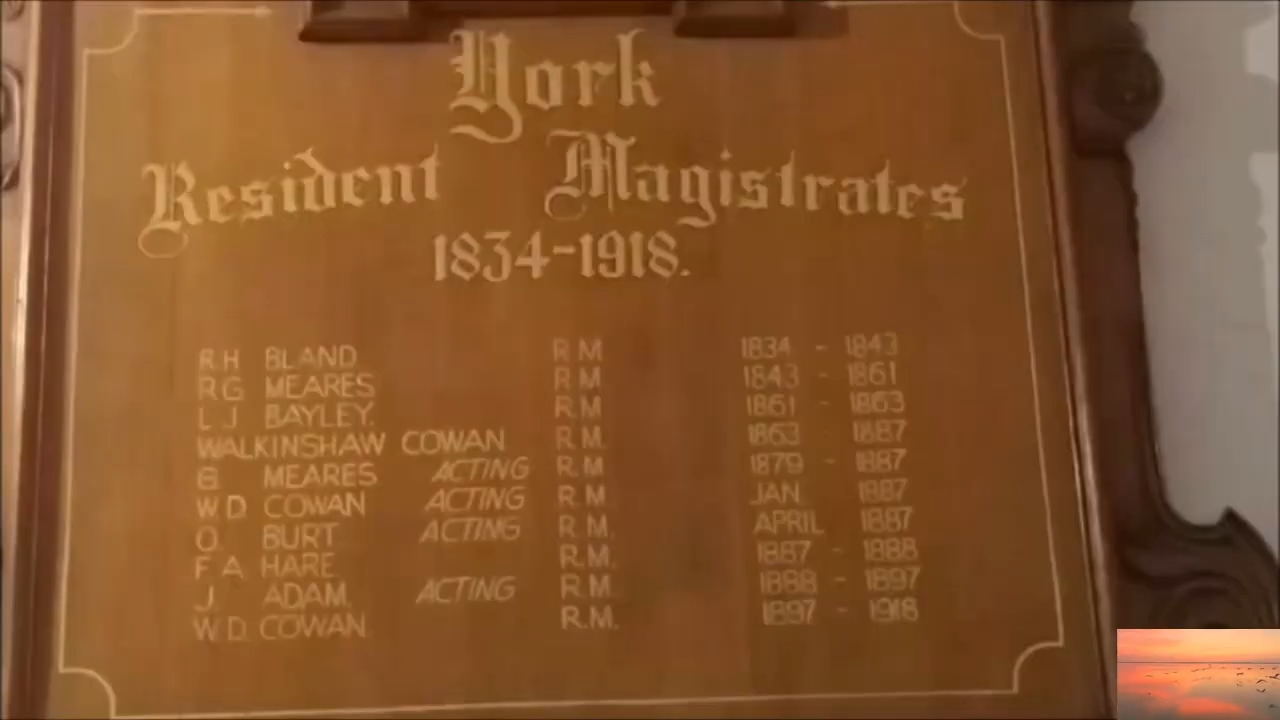 York
Resident Magistrates
1834-1918.
R.H BLAND R.M. 1834 - 1843
R G MEARES R.M 1843 - 1861
L J BAYLEY. R.M 1861 - 1863
WALKINSHAW COWAN R.M. 1863 - 1887
G. MEARES ACTING R.M 1879 - 1887
W D COWAN ACTING R.M JAN 1887
O. BURT ACTING R.M. APRIL 1887
F A HARE R.M. 1887 - 1888
J. ADAM. ACTING R.M. 1888 - 1897
W D. COWAN. R.M. 1897 - 1918